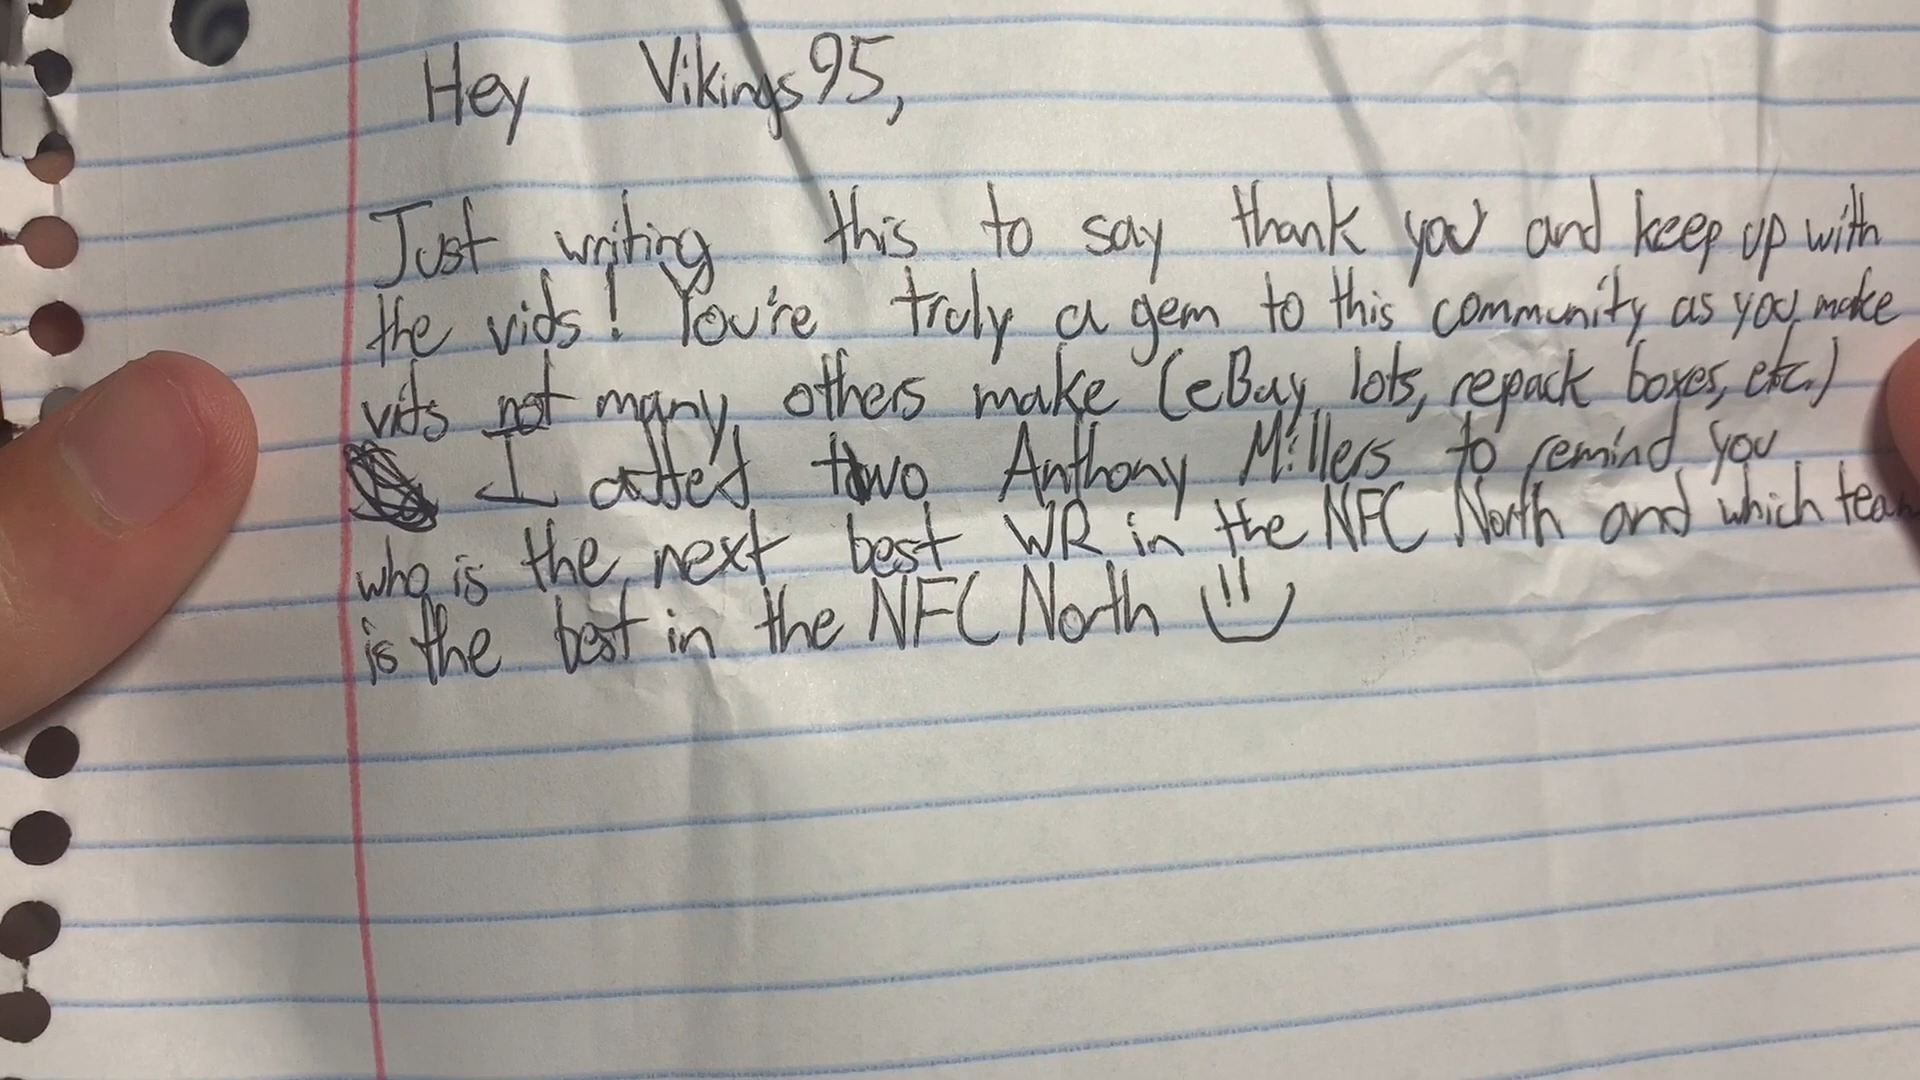 Hey Vikings95,
Just writing this to say thank you and keep up with
the vids! You're truly a gem to this community as you make
vids not many others make (eBay lots, repack boxes, etc.)
I atted two Anthony Millers to remind you
who is the next best WR in the NFC North and which team
is the best in the NFC North